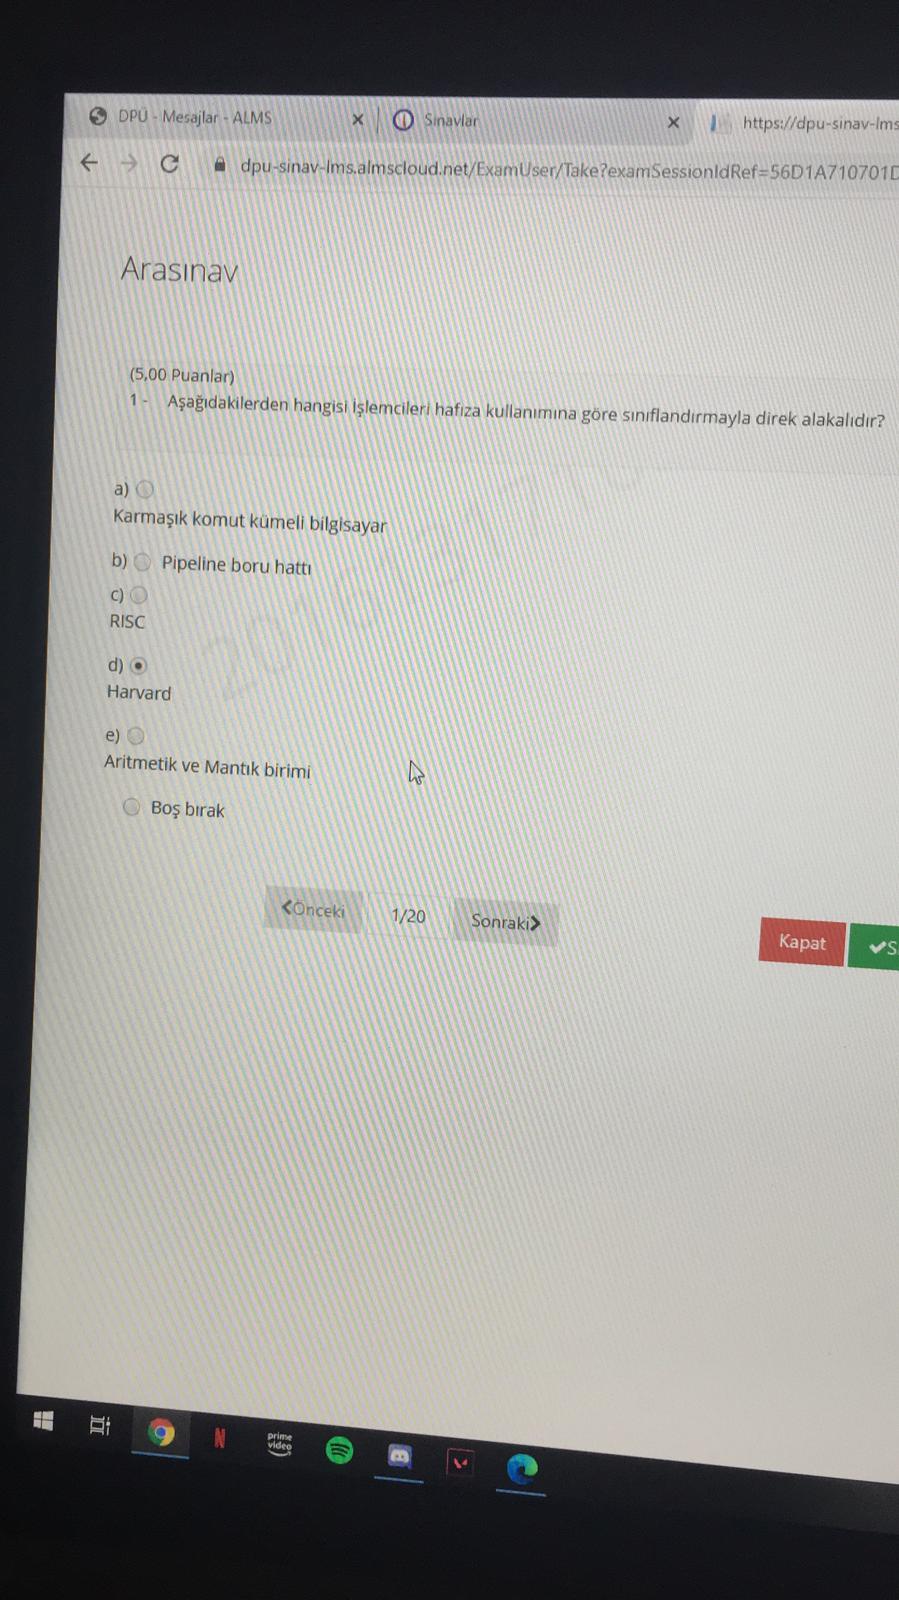 DPÜ - Mesajlar - ALMS
Sınavlar
https://dpu-sinav-lms
dpu-sinav-lms.almscloud.net/ExamUser/Take?examSessionIdRef=56D1A710701D
Arasınav
(5,00 Puanlar)
1 - Aşağıdakilerden hangisi İşlemcileri hafıza kullanımına göre sınıflandırmayla direk alakalıdır?
a)
Karmaşık komut kümeli bilgisayar
b) Pipeline boru hattı
c)
RISC
d)
Harvard
e)
Aritmetik ve Mantık birimi
Boş bırak
Önceki 1/20 Sonraki
Kapat
S
prime
video